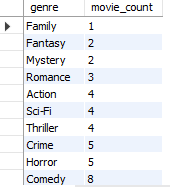 genre movie_count
Family 1
Fantasy 2
Mystery 2
Romance 3
Action 4
Sci-Fi 4
Thriller 4
Crime 5
Horror 5
Comedy 8